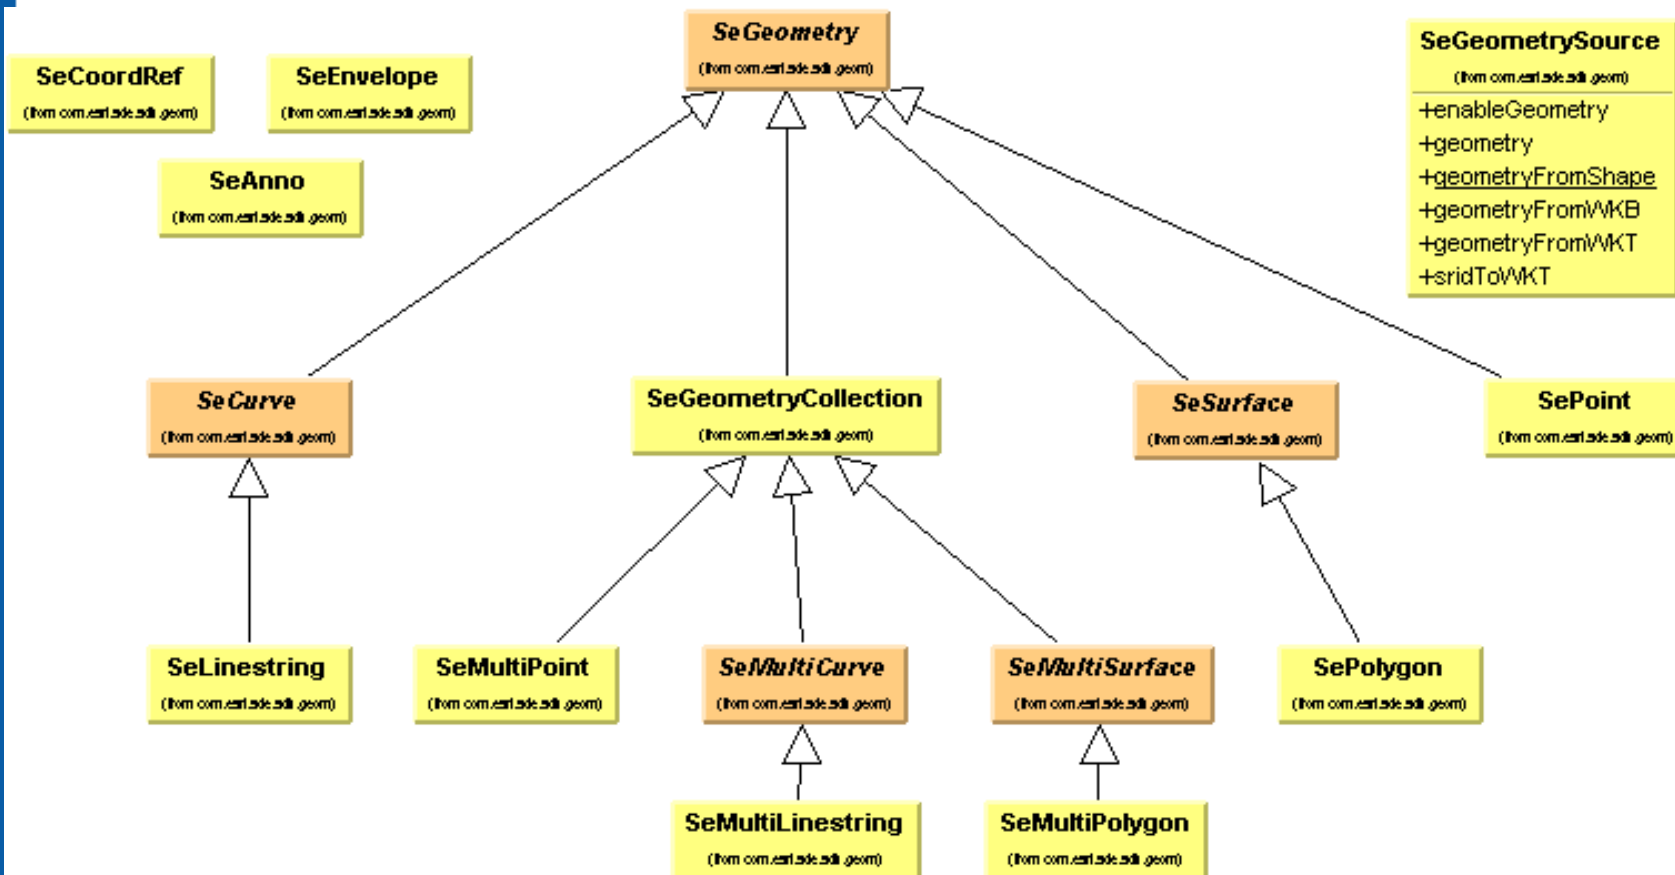 SeGeometry
(from com.esri.sde.sdk.geom)
SeGeometrySource
(from com.esri.sde.sdk.geom)
+enableGeometry
+geometry
+geometryFromShape
+geometryFromWKB
+geometryFromWKT
+sridToWKT
SeCoordRef
(from com.esri.sde.sdk.geom)
SeEnvelope
(from com.esri.sde.sdk.geom)
SeAnno
(from com.esri.sde.sdk.geom)
SeCurve
(from com.esri.sde.sdk.geom)
SeGeometryCollection
(from com.esri.sde.sdk.geom)
SeSurface
(from com.esri.sde.sdk.geom)
SePoint
(from com.esri.sde.sdk.geom)
SeLinestring
(from com.esri.sde.sdk.geom)
SeMultiPoint
(from com.esri.sde.sdk.geom)
SeMultiCurve
(from com.esri.sde.sdk.geom)
SeMultiSurface
(from com.esri.sde.sdk.geom)
SePolygon
(from com.esri.sde.sdk.geom)
SeMultiLinestring
(from com.esri.sde.sdk.geom)
SeMultiPolygon
(from com.esri.sde.sdk.geom)